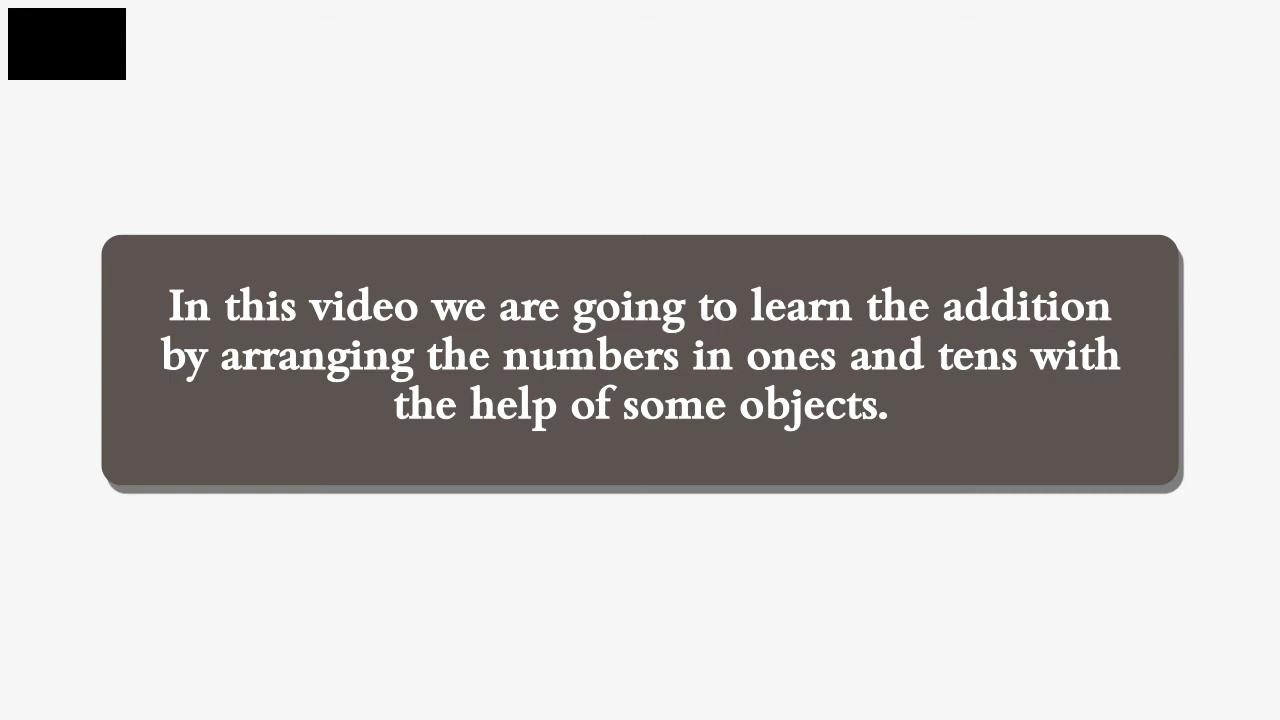 In this video we are going to learn the addition
by arranging the numbers in ones and tens with
the help of some objects.